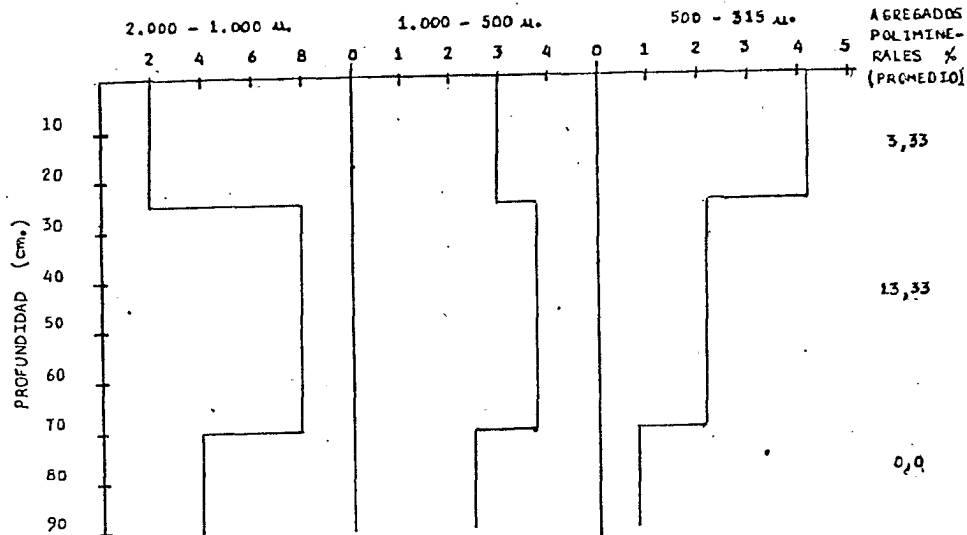 2.000 - 1.000 µ.
1.000 - 500 µ.
500 - 315 µ.
AGREGADOS
POLIMINE-
RALES %
(PROMEDIO)
2 4 6 8 0 1 2 3 4 0 1 2 3 4 5
10
20
30
40
50
60
70
80
90
PROFUNDIDAD (cm.)
3,33
13,33
0,0